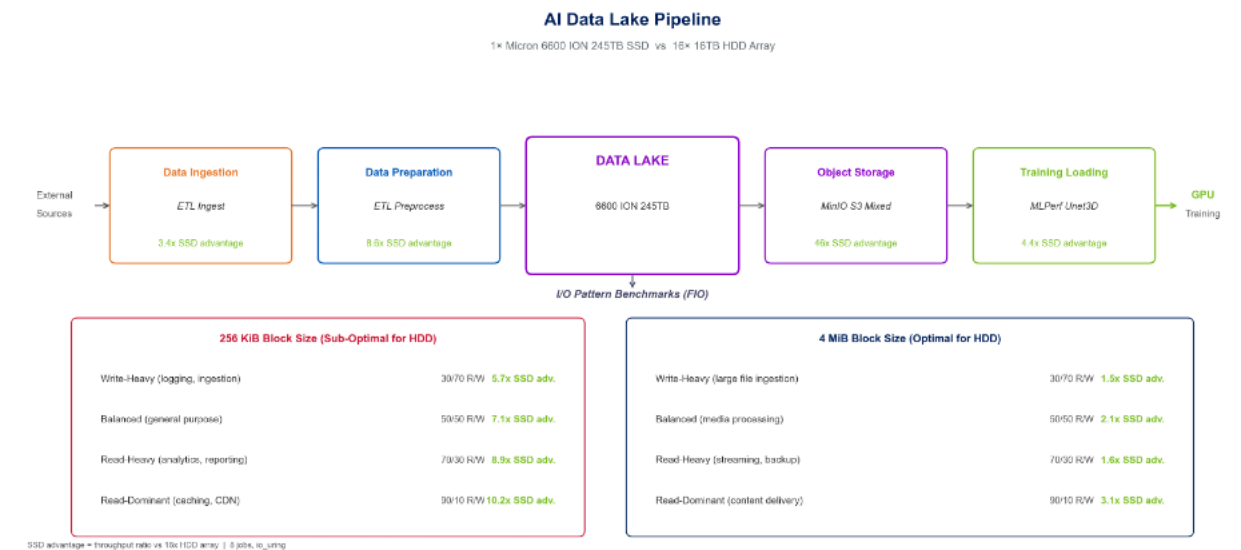 AI Data Lake Pipeline
1× Micron 6600 ION 245TB SSD vs 16× 16TB HDD Array
External
Sources
Data Ingestion
ETL Ingest
3.4x SSD advantage
Data Preparation
ETL Preprocess
8.6x SSD advantage
DATA LAKE
6600 ION 245TB
Object Storage
MinIO S3 Mixed
46x SSD advantage
Training Loading
MLPerf Unet3D
4.4x SSD advantage
GPU
Training
I/O Pattern Benchmarks (FIO)
256 KiB Block Size (Sub-Optimal for HDD)
Write-Heavy (logging, ingestion) 30/70 R/W 5.7x SSD adv.
Balanced (general purpose) 50/50 R/W 7.1x SSD adv.
Read-Heavy (analytics, reporting) 70/30 R/W 8.9x SSD adv.
Read-Dominant (caching, CDN) 90/10 R/W 10.2x SSD adv.
4 MiB Block Size (Optimal for HDD)
Write-Heavy (large file ingestion) 30/70 R/W 1.5x SSD adv.
Balanced (media processing) 50/50 R/W 2.1x SSD adv.
Read-Heavy (streaming, backup) 70/30 R/W 1.6x SSD adv.
Read-Dominant (content delivery) 90/10 R/W 3.1x SSD adv.
SSD advantage = throughput ratio vs 16x HDD array | 8 jobs, io_uring